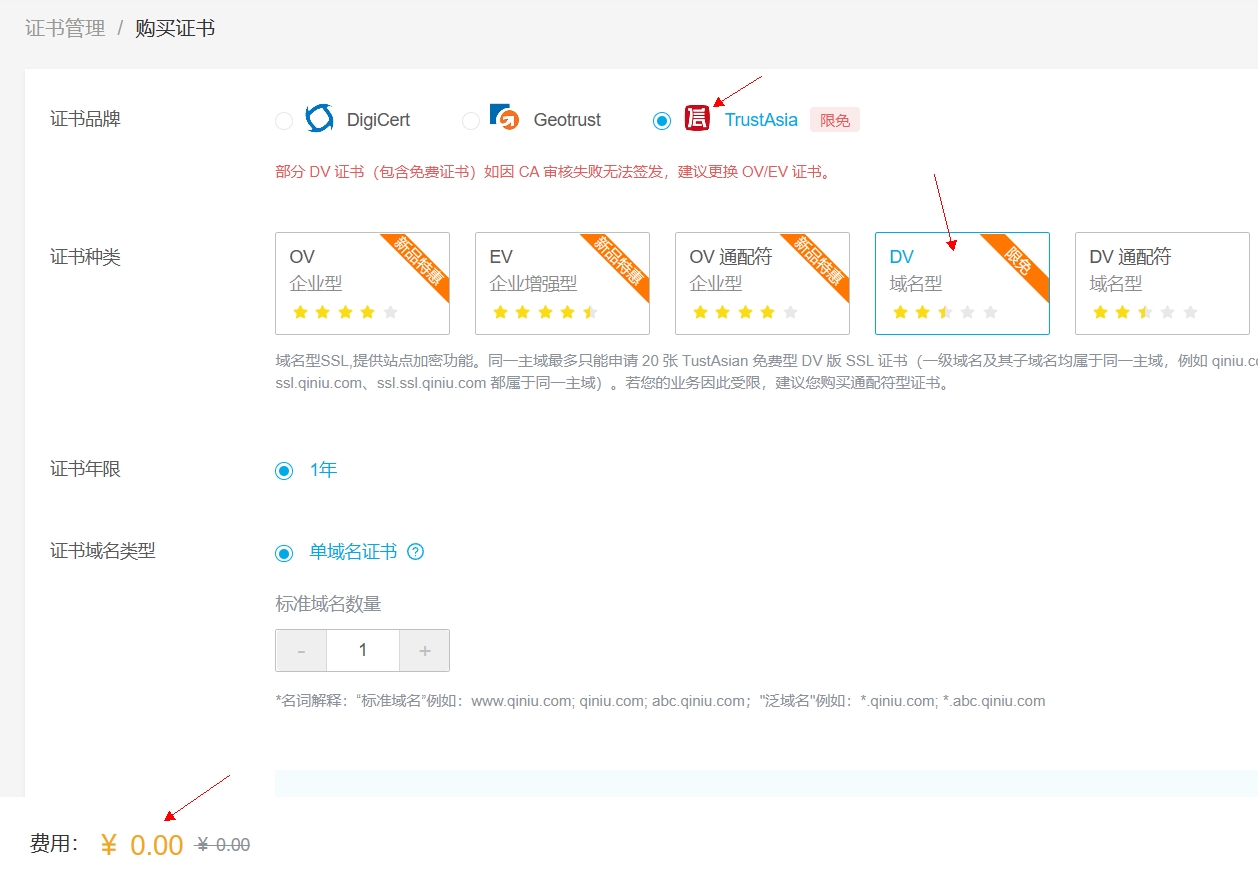 证书管理 / 购买证书
证书品牌
DigiCert
Geotrust
TrustAsia 限免
部分 DV 证书（包含免费证书）如因 CA 审核失败无法签发，建议更换 OV/EV 证书。
证书种类
OV
企业型
新品特惠
EV
企业增强型
新品特惠
OV 通配符
企业型
新品特惠
DV
域名型
限免
DV 通配符
域名型
域名型SSL,提供站点加密功能。同一主域最多只能申请 20 张 TustAsian 免费型 DV 版 SSL 证书（一级域名及其子域名均属于同一主域，例如 qiniu.c
ssl.qiniu.com、ssl.ssl.qiniu.com 都属于同一主域）。若您的业务因此受限，建议您购买通配符型证书。
证书年限
1年
证书域名类型
单域名证书 ?
标准域名数量
- 1 +
*名词解释：“标准域名”例如：www.qiniu.com; qiniu.com; abc.qiniu.com；"泛域名"例如：*.qiniu.com; *.abc.qiniu.com
费用： ¥ 0.00 ¥ 0.00